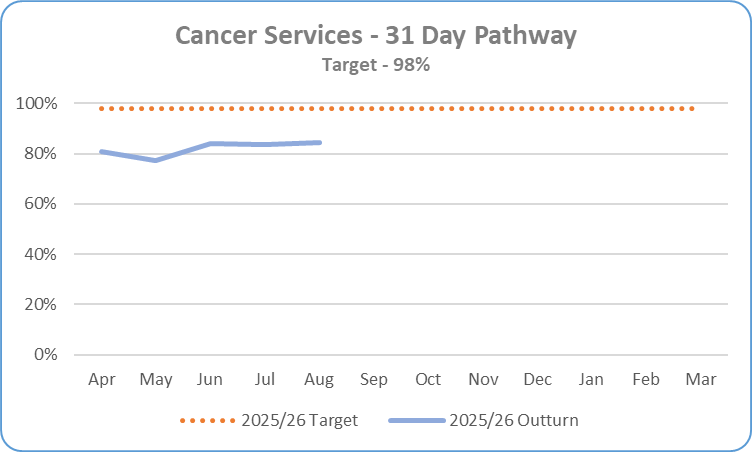 Cancer Services - 31 Day Pathway
Target - 98%
100%
80%
60%
40%
20%
0%
Apr May Jun Jul Aug Sep Oct Nov Dec Jan Feb Mar
2025/26 Target 2025/26 Outturn